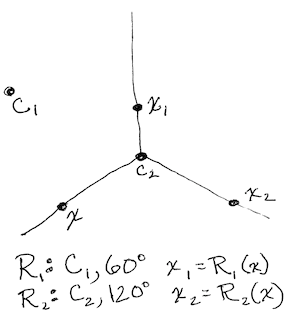 x₁
C₁
C₂
x₂
x
R₁: C₁, 60° x₁ = R₁(x)
R₂: C₂, 120° x₂ = R₂(x)